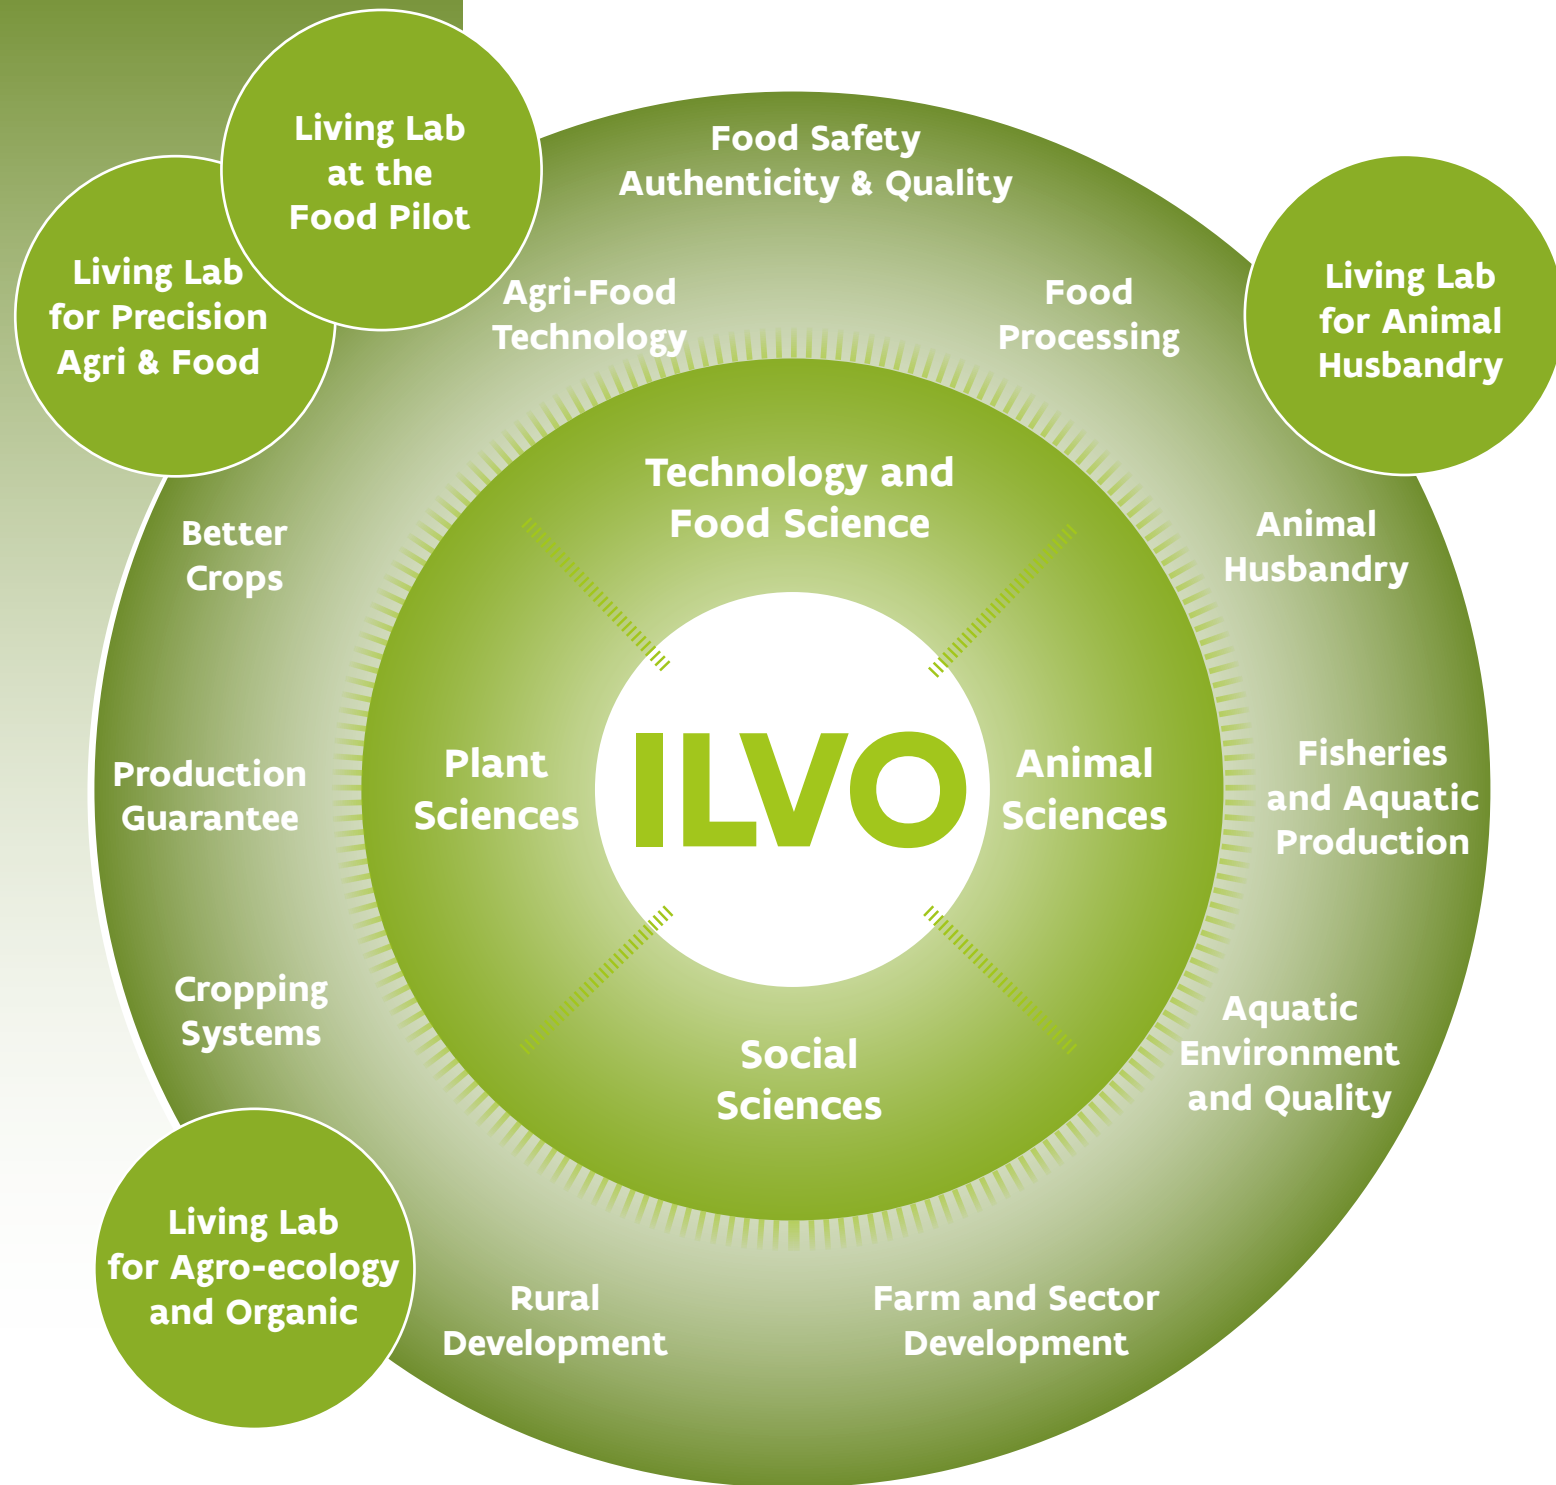 Living Lab
at the
Food Pilot
Living Lab
for Precision
Agri & Food
Food Safety
Authenticity & Quality
Living Lab
for Animal
Husbandry
Agri-Food
Technology
Food
Processing
Technology and
Food Science
Better
Crops
Animal
Husbandry
Production
Guarantee
Plant
Sciences
ILVO
Animal
Sciences
Fisheries
and Aquatic
Production
Cropping
Systems
Social
Sciences
Aquatic
Environment
and Quality
Living Lab
for Agro-ecology
and Organic
Rural
Development
Farm and Sector
Development